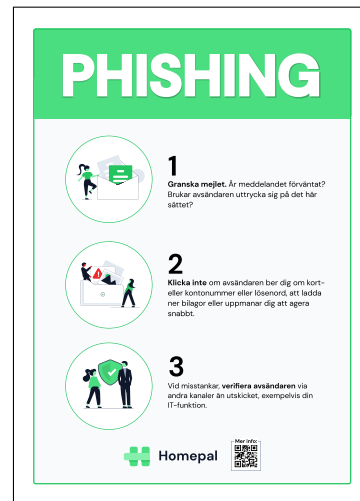 PHISHING
1
Granska mejlet. Är meddelandet förväntat?
Brukar avsändaren uttrycka sig på det här
sättet?
2
Klicka inte om avsändaren ber dig om kort-
eller kontonummer eller lösenord, att ladda
ner bilagor eller uppmanar dig att agera
snabbt.
3
Vid misstankar, verifiera avsändaren via
andra kanaler än utskicket, exempelvis din
IT-funktion.
Homepal
Mer info: